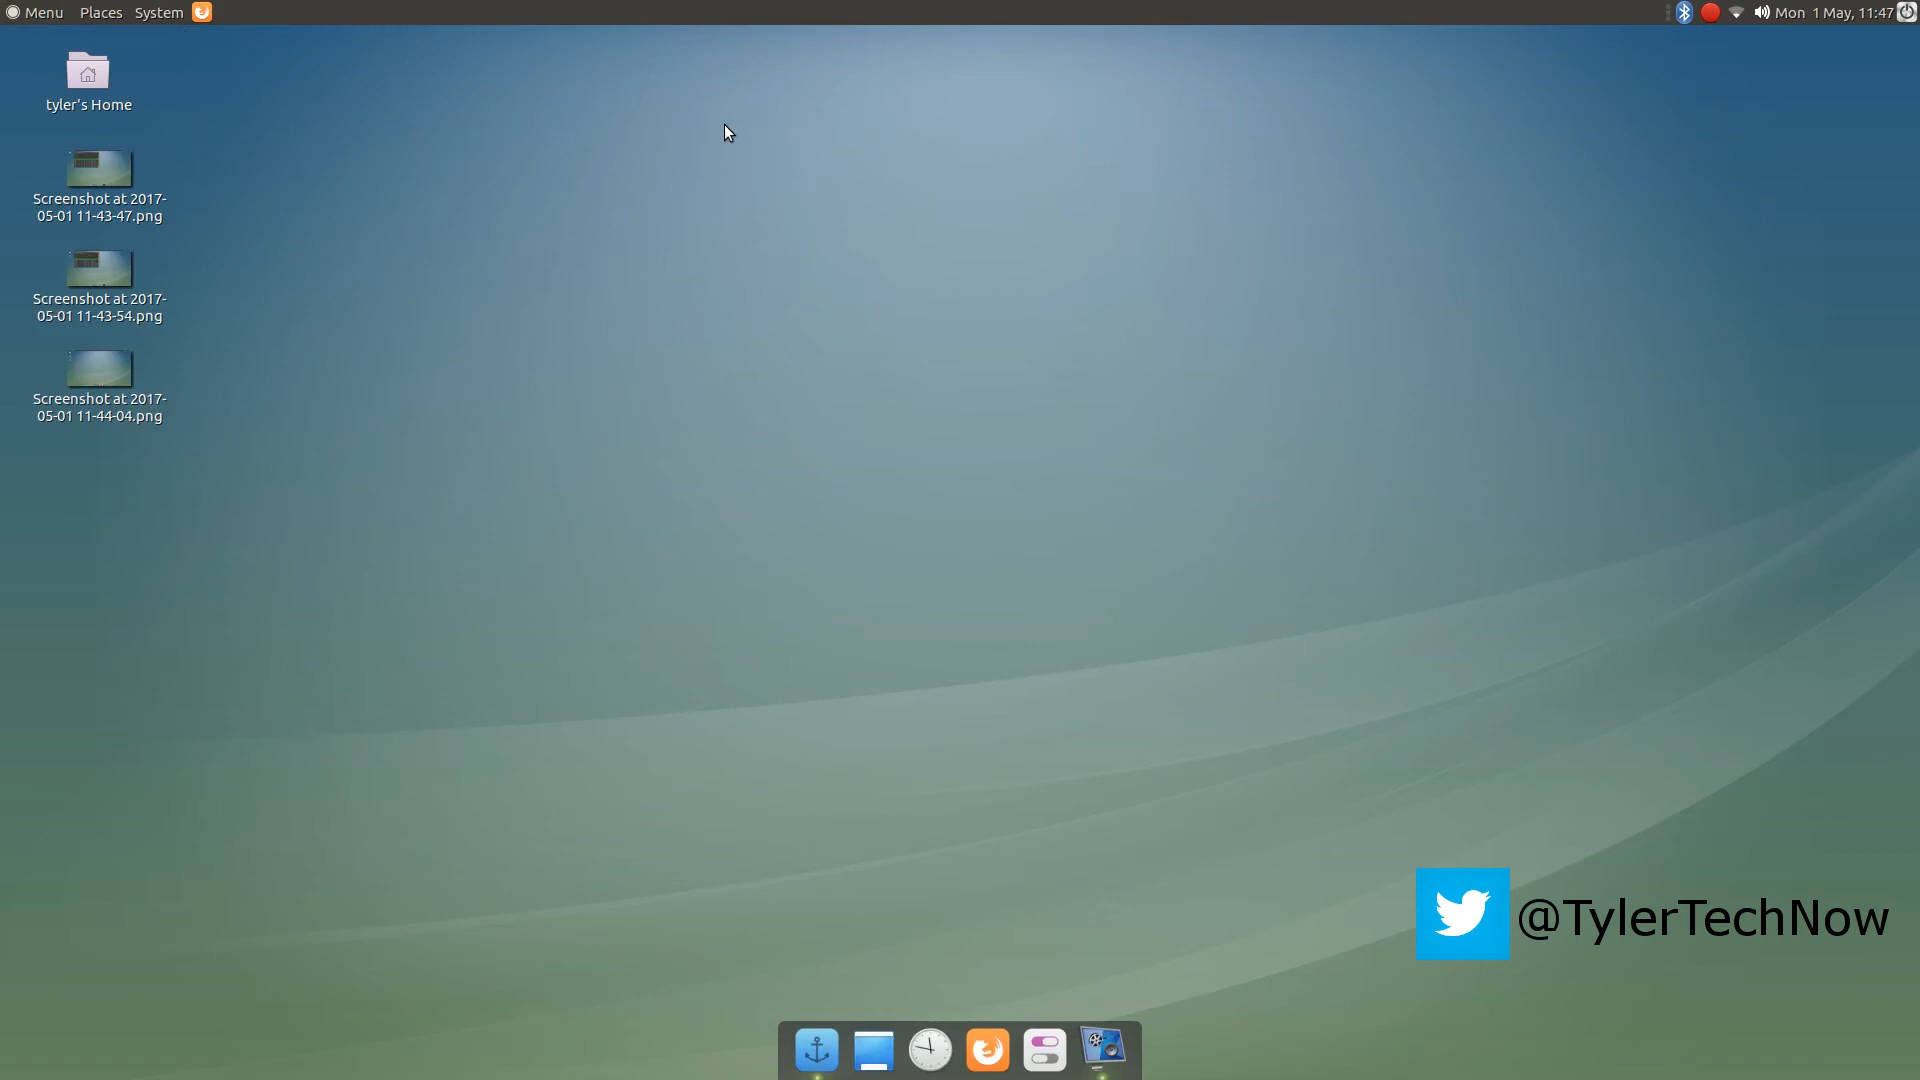 Menu Places System
Mon 1 May, 11:47
tyler's Home
Screenshot at 2017-
05-01 11-43-47.png
Screenshot at 2017-
05-01 11-43-54.png
Screenshot at 2017-
05-01 11-44-04.png
@TylerTechNow